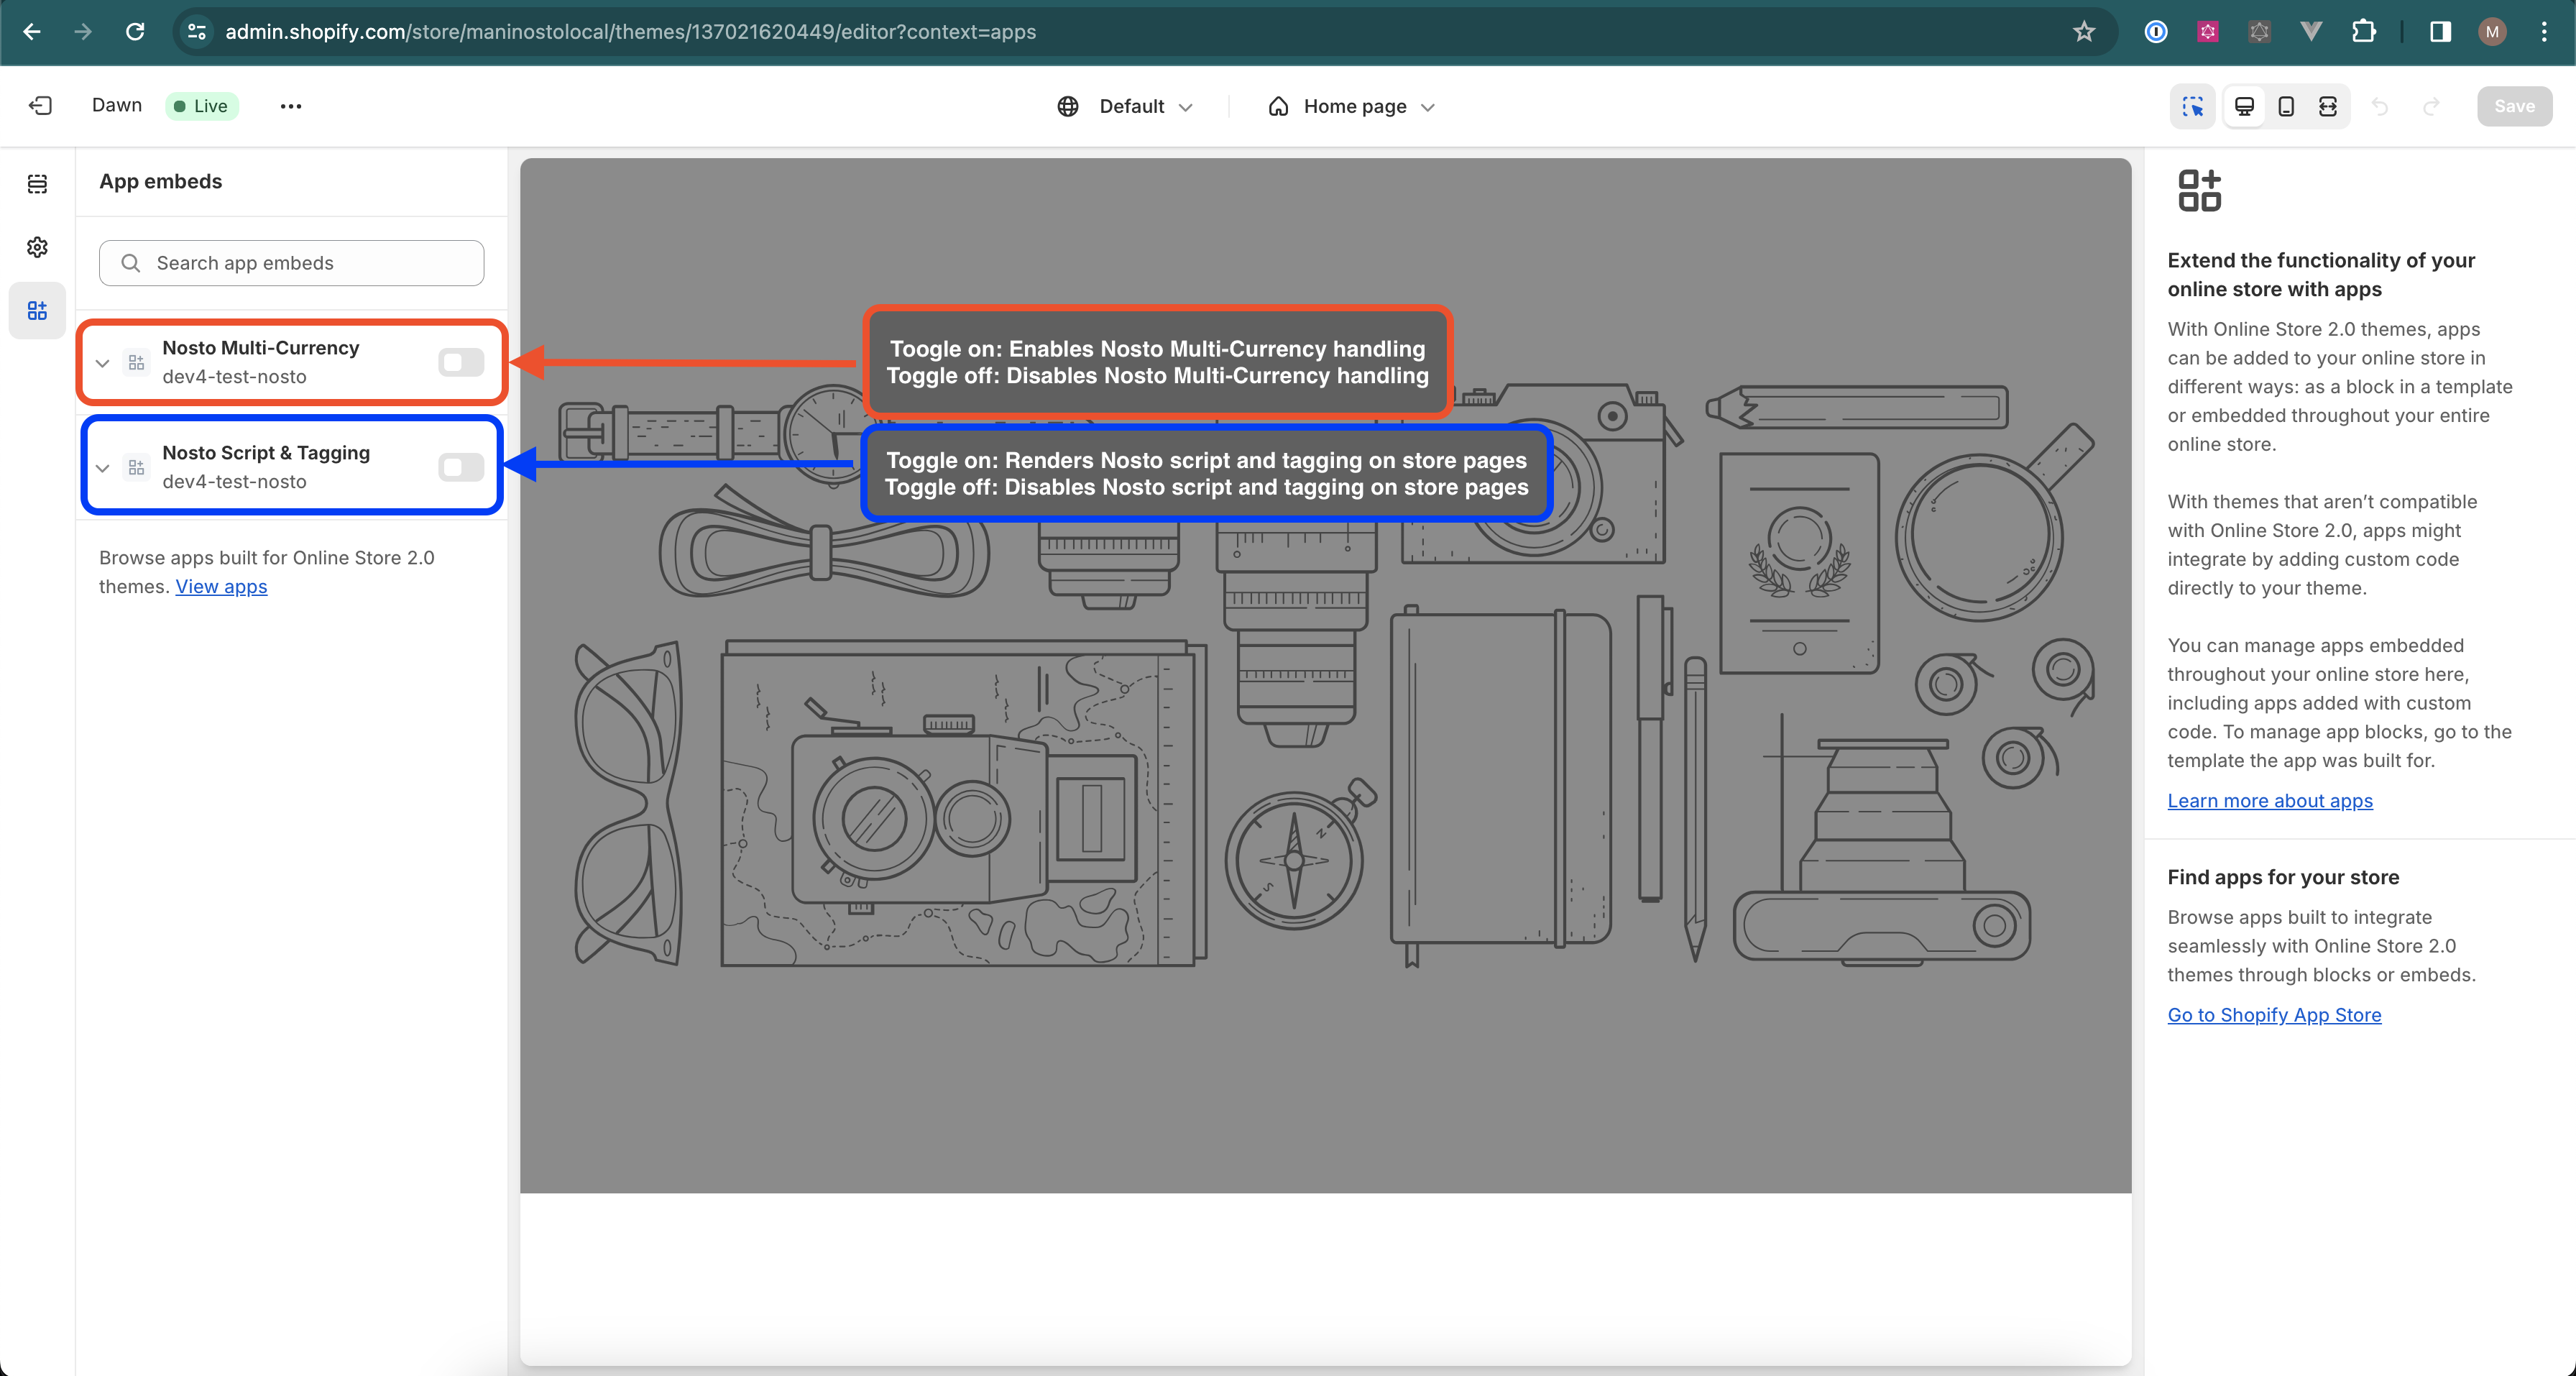 admin.shopify.com/store/maninostolocal/themes/137021620449/editor?context=apps
M
Dawn
Live
Default
Home page
Save
App embeds
Search app embeds
Nosto Multi-Currency
dev4-test-nosto
Nosto Script & Tagging
dev4-test-nosto
Browse apps built for Online Store 2.0
themes. View apps
Toogle on: Enables Nosto Multi-Currency handling
Toggle off: Disables Nosto Multi-Currency handling
Toggle on: Renders Nosto script and tagging on store pages
Toggle off: Disables Nosto script and tagging on store pages
N
S
Extend the functionality of your
online store with apps
With Online Store 2.0 themes, apps
can be added to your online store in
different ways: as a block in a template
or embedded throughout your entire
online store.
With themes that aren’t compatible
with Online Store 2.0, apps might
integrate by adding custom code
directly to your theme.
You can manage apps embedded
throughout your online store here,
including apps added with custom
code. To manage app blocks, go to the
template the app was built for.
Learn more about apps
Find apps for your store
Browse apps built to integrate
seamlessly with Online Store 2.0
themes through blocks or embeds.
Go to Shopify App Store